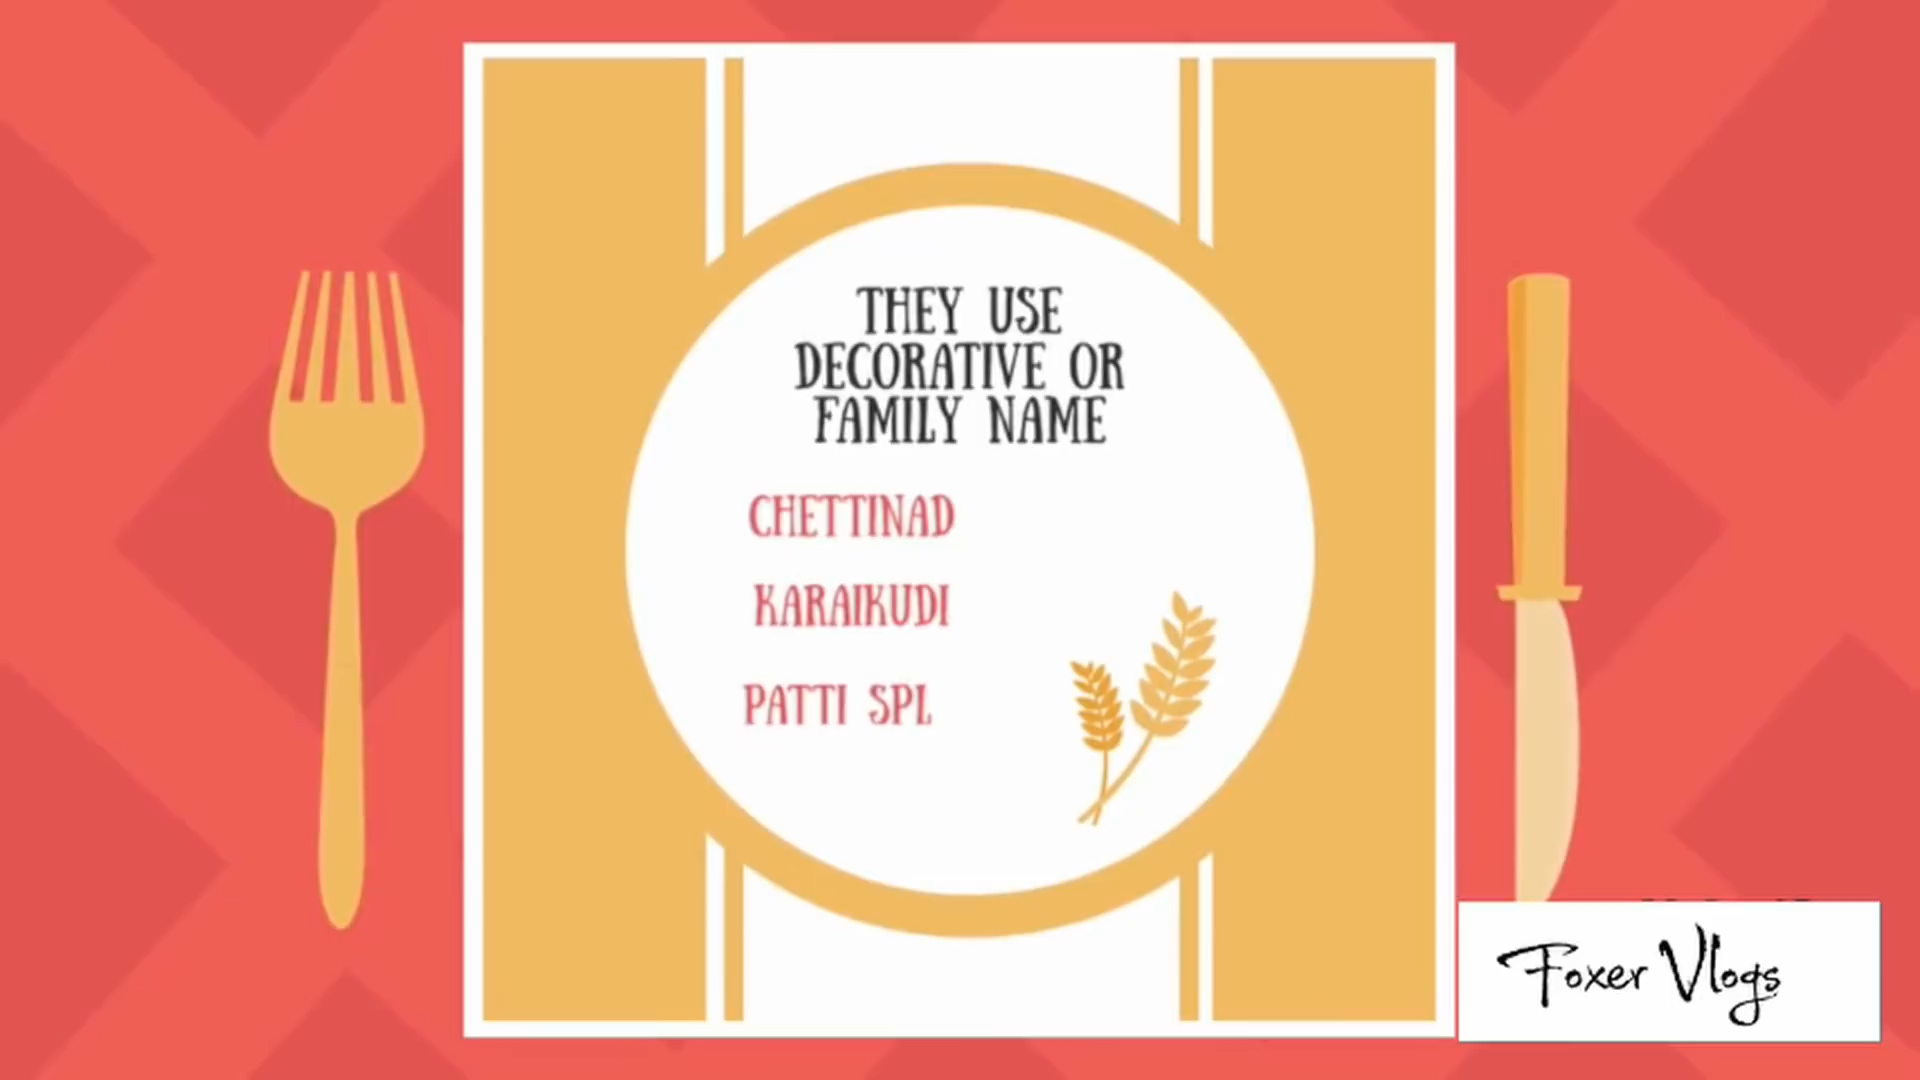 THEY USE
DECORATIVE OR
FAMILY NAME
CHETTINAD
KARAIKUDI
PATTI SPL
Foxer Vlogs